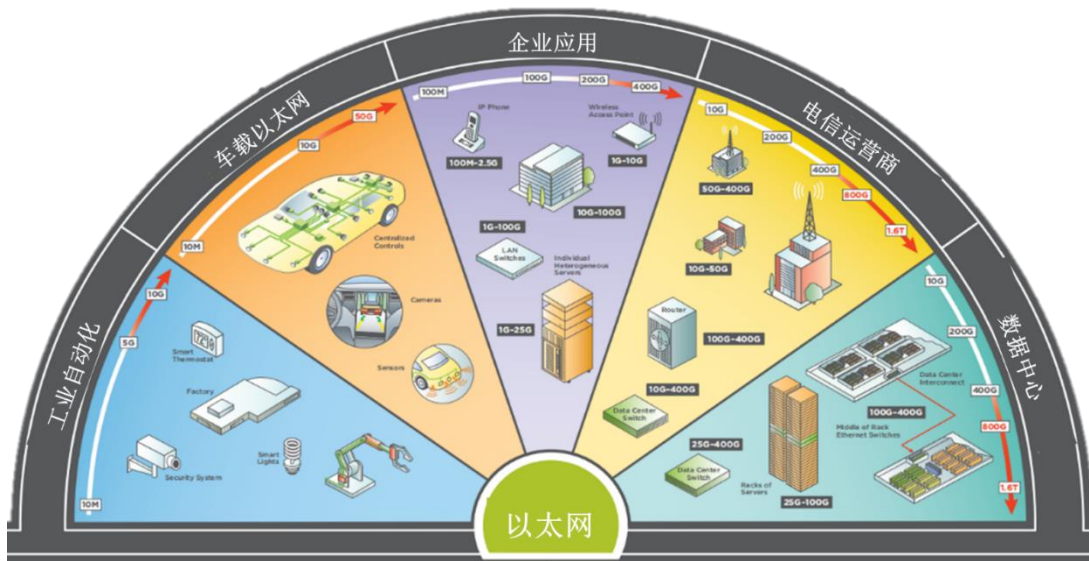 工业自动化
10M
5G
10G
Smart
Thermostat
Factory
Security System
Smart
Lights
车载以太网
10M
10G
50G
Centralized
Controls
Cameras
Sensors
企业应用
100M
100G
200G
400G
IP Phone
100M-2.5G
Wireless
Access Point
1G-10G
10G-100G
1G-100G
LAN
Switches
Individual
Heterogeneous
Servers
1G-25G
电信运营商
10G
200G
400G
800G
1.6T
50G-400G
10G-50G
Router
100G-400G
10G-400G
Data Center
Switch
数据中心
10G
200G
400G
800G
1.6T
Data Center
Interconnect
100G-400G
Middle of Rack
Ethernet Switches
25G-400G
Data Center
Switch
Racks of
Servers
25G-100G
以太网